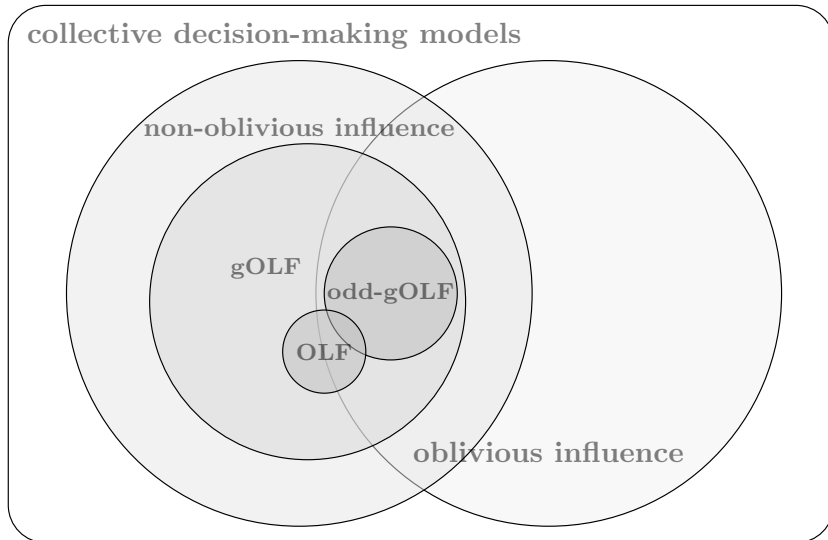 collective decision-making models
non-oblivious influence
gOLF
odd-gOLF
OLF
oblivious influence